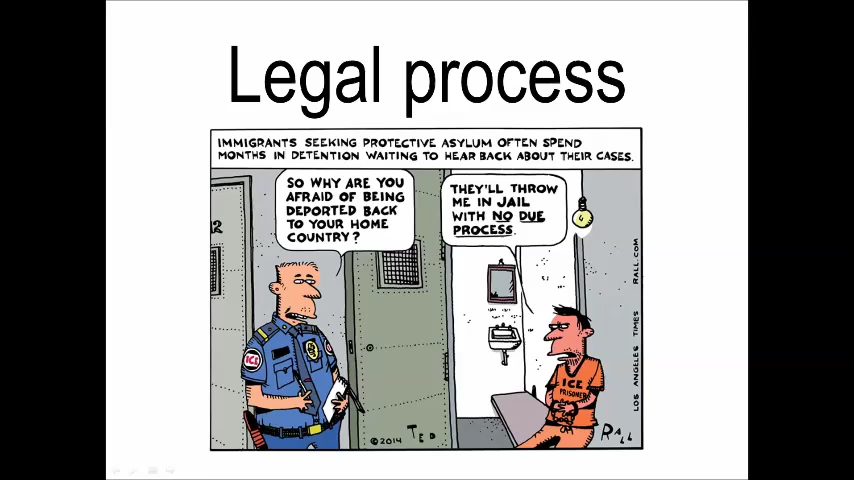 Legal process
IMMIGRANTS SEEKING PROTECTIVE ASYLUM OFTEN SPEND
MONTHS IN DETENTION WAITING TO HEAR BACK ABOUT THEIR CASES.
SO WHY ARE YOU
AFRAID OF BEING
DEPORTED BACK
TO YOUR HOME
COUNTRY?
THEY'LL THROW
ME IN JAIL
WITH NO DUE
PROCESS.
12
ICE
ICE
PRISONER
©2014 TED
RALL
LOS ANGELES TIMES RALL.COM